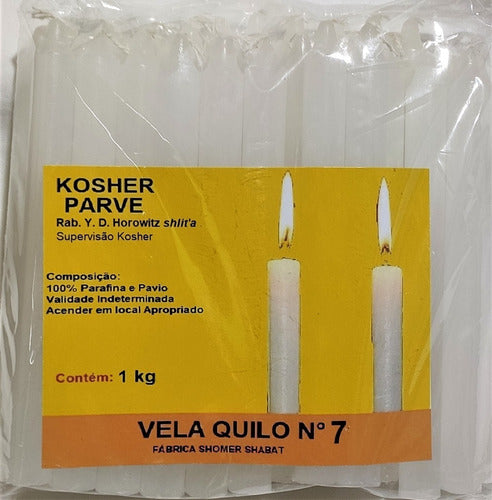 KOSHER
PARVE
Rab. Y. D. Horowitz shlit'a
Supervisão Kosher
Composição:
100% Parafina e Pavio
Validade Indeterminada
Acender em local Apropriado
Contém: 1 kg
VELA QUILO N° 7
FÁBRICA SHOMER SHABAT